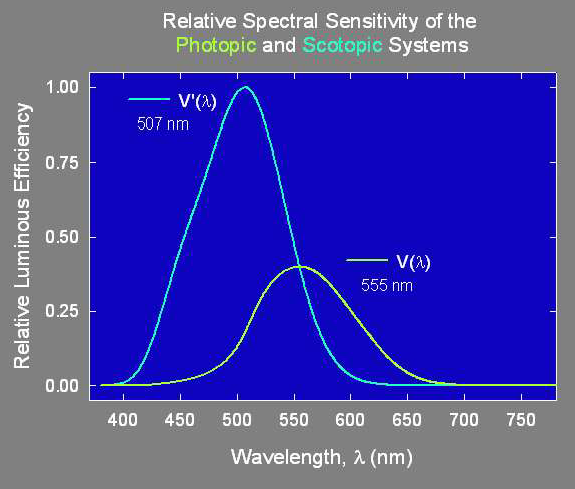 Relative Spectral Sensitivity of the
Photopic and Scotopic Systems
Relative Luminous Efficiency
1.00
0.75
0.50
0.25
0.00
V'(λ)
507 nm
V(λ)
555 nm
400 450 500 550 600 650 700 750
Wavelength, λ (nm)